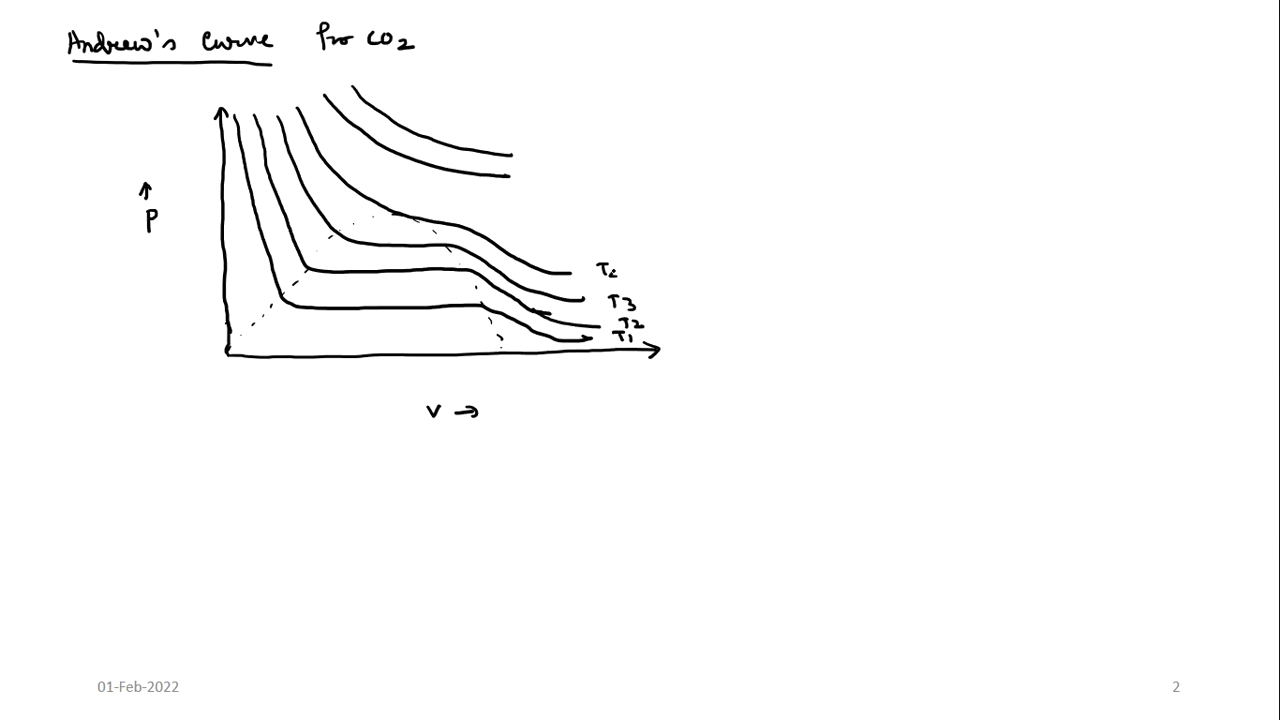 Andrew's Curve for CO2
↑
P
Tc
T3
T2
T1
V →
01-Feb-2022
2